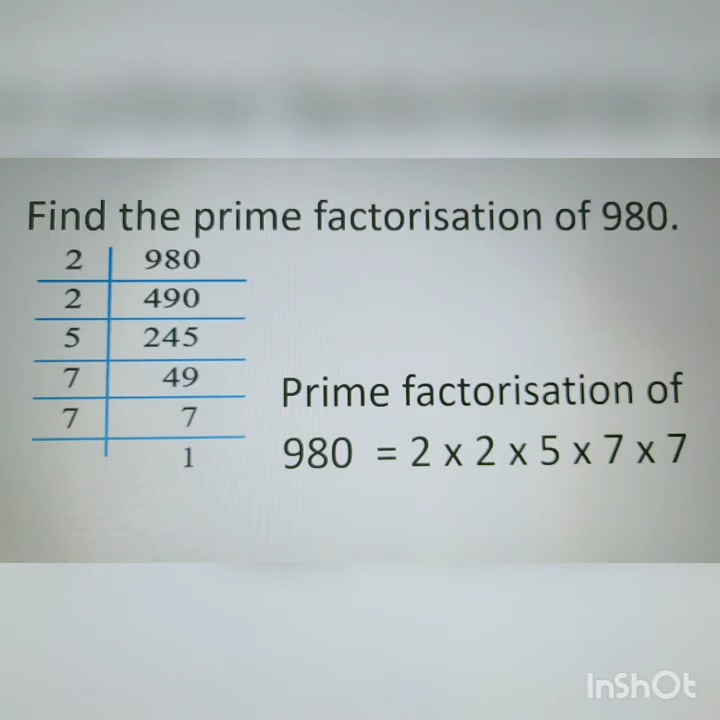 Find the prime factorisation of 980.
2 980
2 490
5 245
7 49
7 7
1
Prime factorisation of
980 = 2 x 2 x 5 x 7 x 7
InShOt